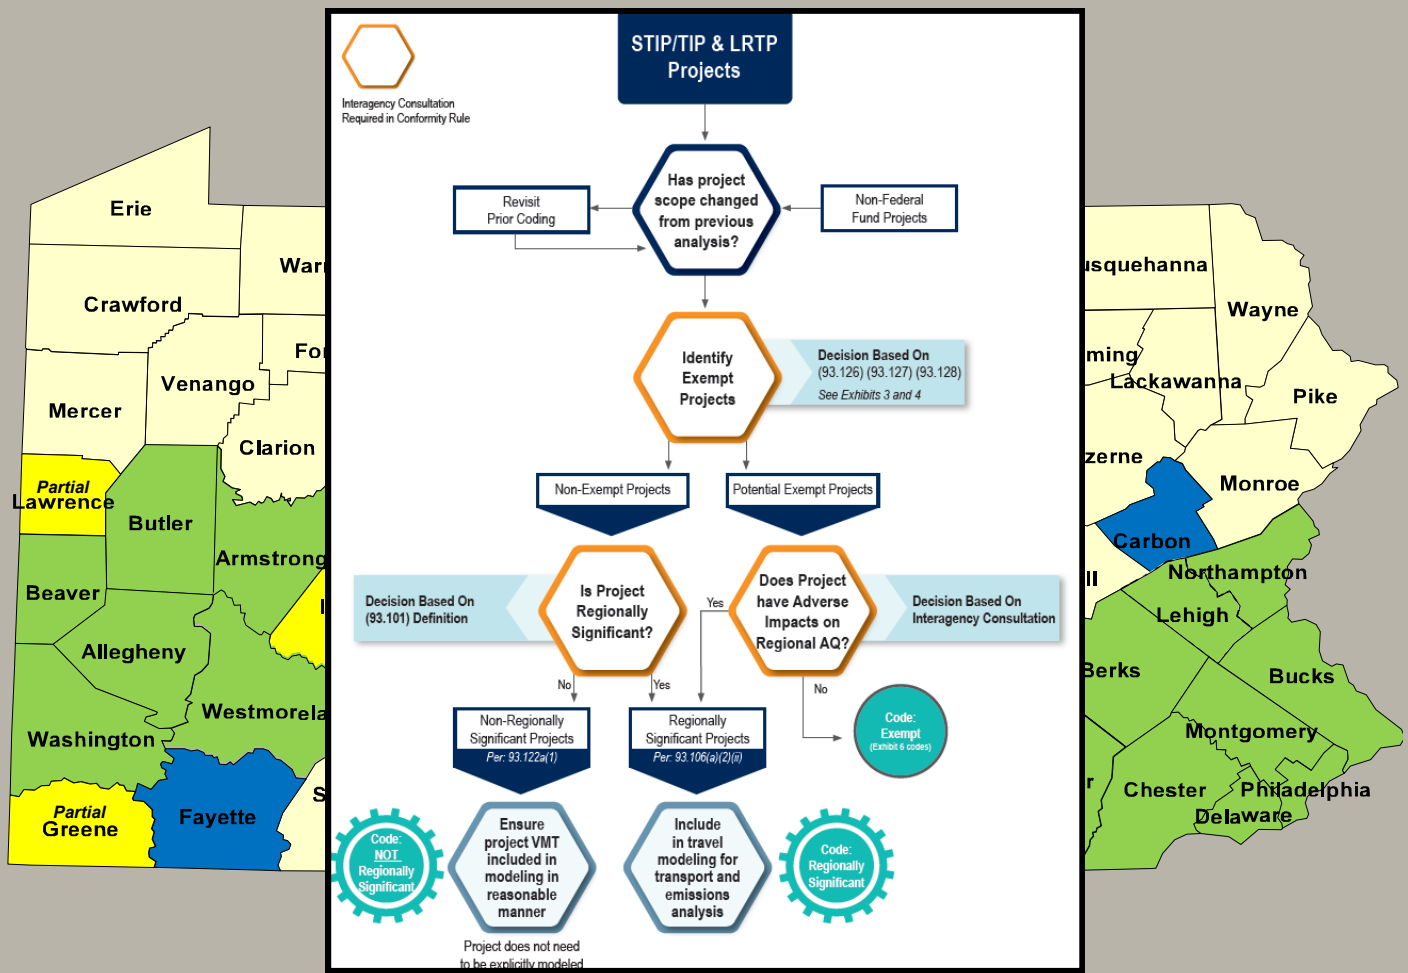 STIP/TIP & LRTP
Projects
Interagency Consultation
Required in Conformity Rule
Has project
scope changed
from previous
analysis?
Revisit
Prior Coding
Non-Federal
Fund Projects
Identify
Exempt
Projects
Decision Based On
(93.126) (93.127) (93.128)
See Exhibits 3 and 4
Non-Exempt Projects
Potential Exempt Projects
Is Project
Regionally
Significant?
Decision Based On
(93.101) Definition
Does Project
have Adverse
Impacts on
Regional AQ?
Decision Based On
Interagency Consultation
Yes
No
Yes
No
Non-Regionally
Significant Projects
Per: 93.122a(1)
Regionally
Significant Projects
Per: 93.106(a)(2)(ii)
Code:
Exempt
(Exhibit 6 codes)
Code:
NOT
Regionally
Significant
Ensure
project VMT
included in
modeling in
reasonable
manner
Include
in travel
modeling for
transport and
emissions
analysis
Code:
Regionally
Significant
Project does not need
to be explicitly modeled
Erie
Crawford
Warr
Venango
For
Mercer
Clarion
Partial
Lawrence
Butler
Armstrong
Beaver
I
Allegheny
Westmorela
Washington
Partial
Greene
Fayette
S
usquehanna
Wayne
ming
Lackawanna
Pike
zerne
Monroe
Carbon
ll
Northampton
Lehigh
Berks
Bucks
Montgomery
r
Chester
Philadelphia
Delaware